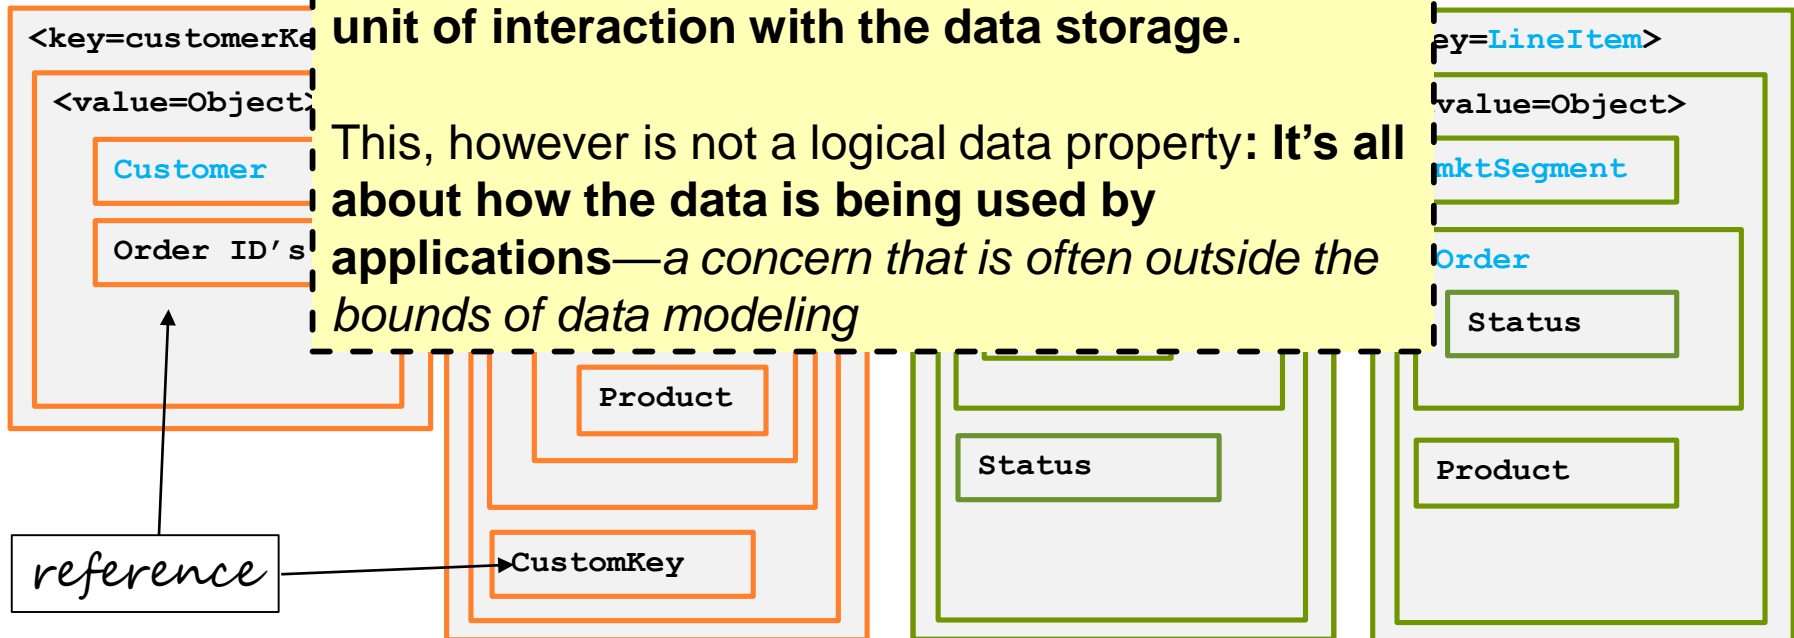 <key=customerKe
<value=Object>
Customer
Order ID's
unit of interaction with the data storage.
This, however is not a logical data property: It's all
about how the data is being used by
applications—a concern that is often outside the
bounds of data modeling
Product
CustomKey
reference
Status
ey=LineItem>
value=Object>
mktSegment
Order
Status
Product